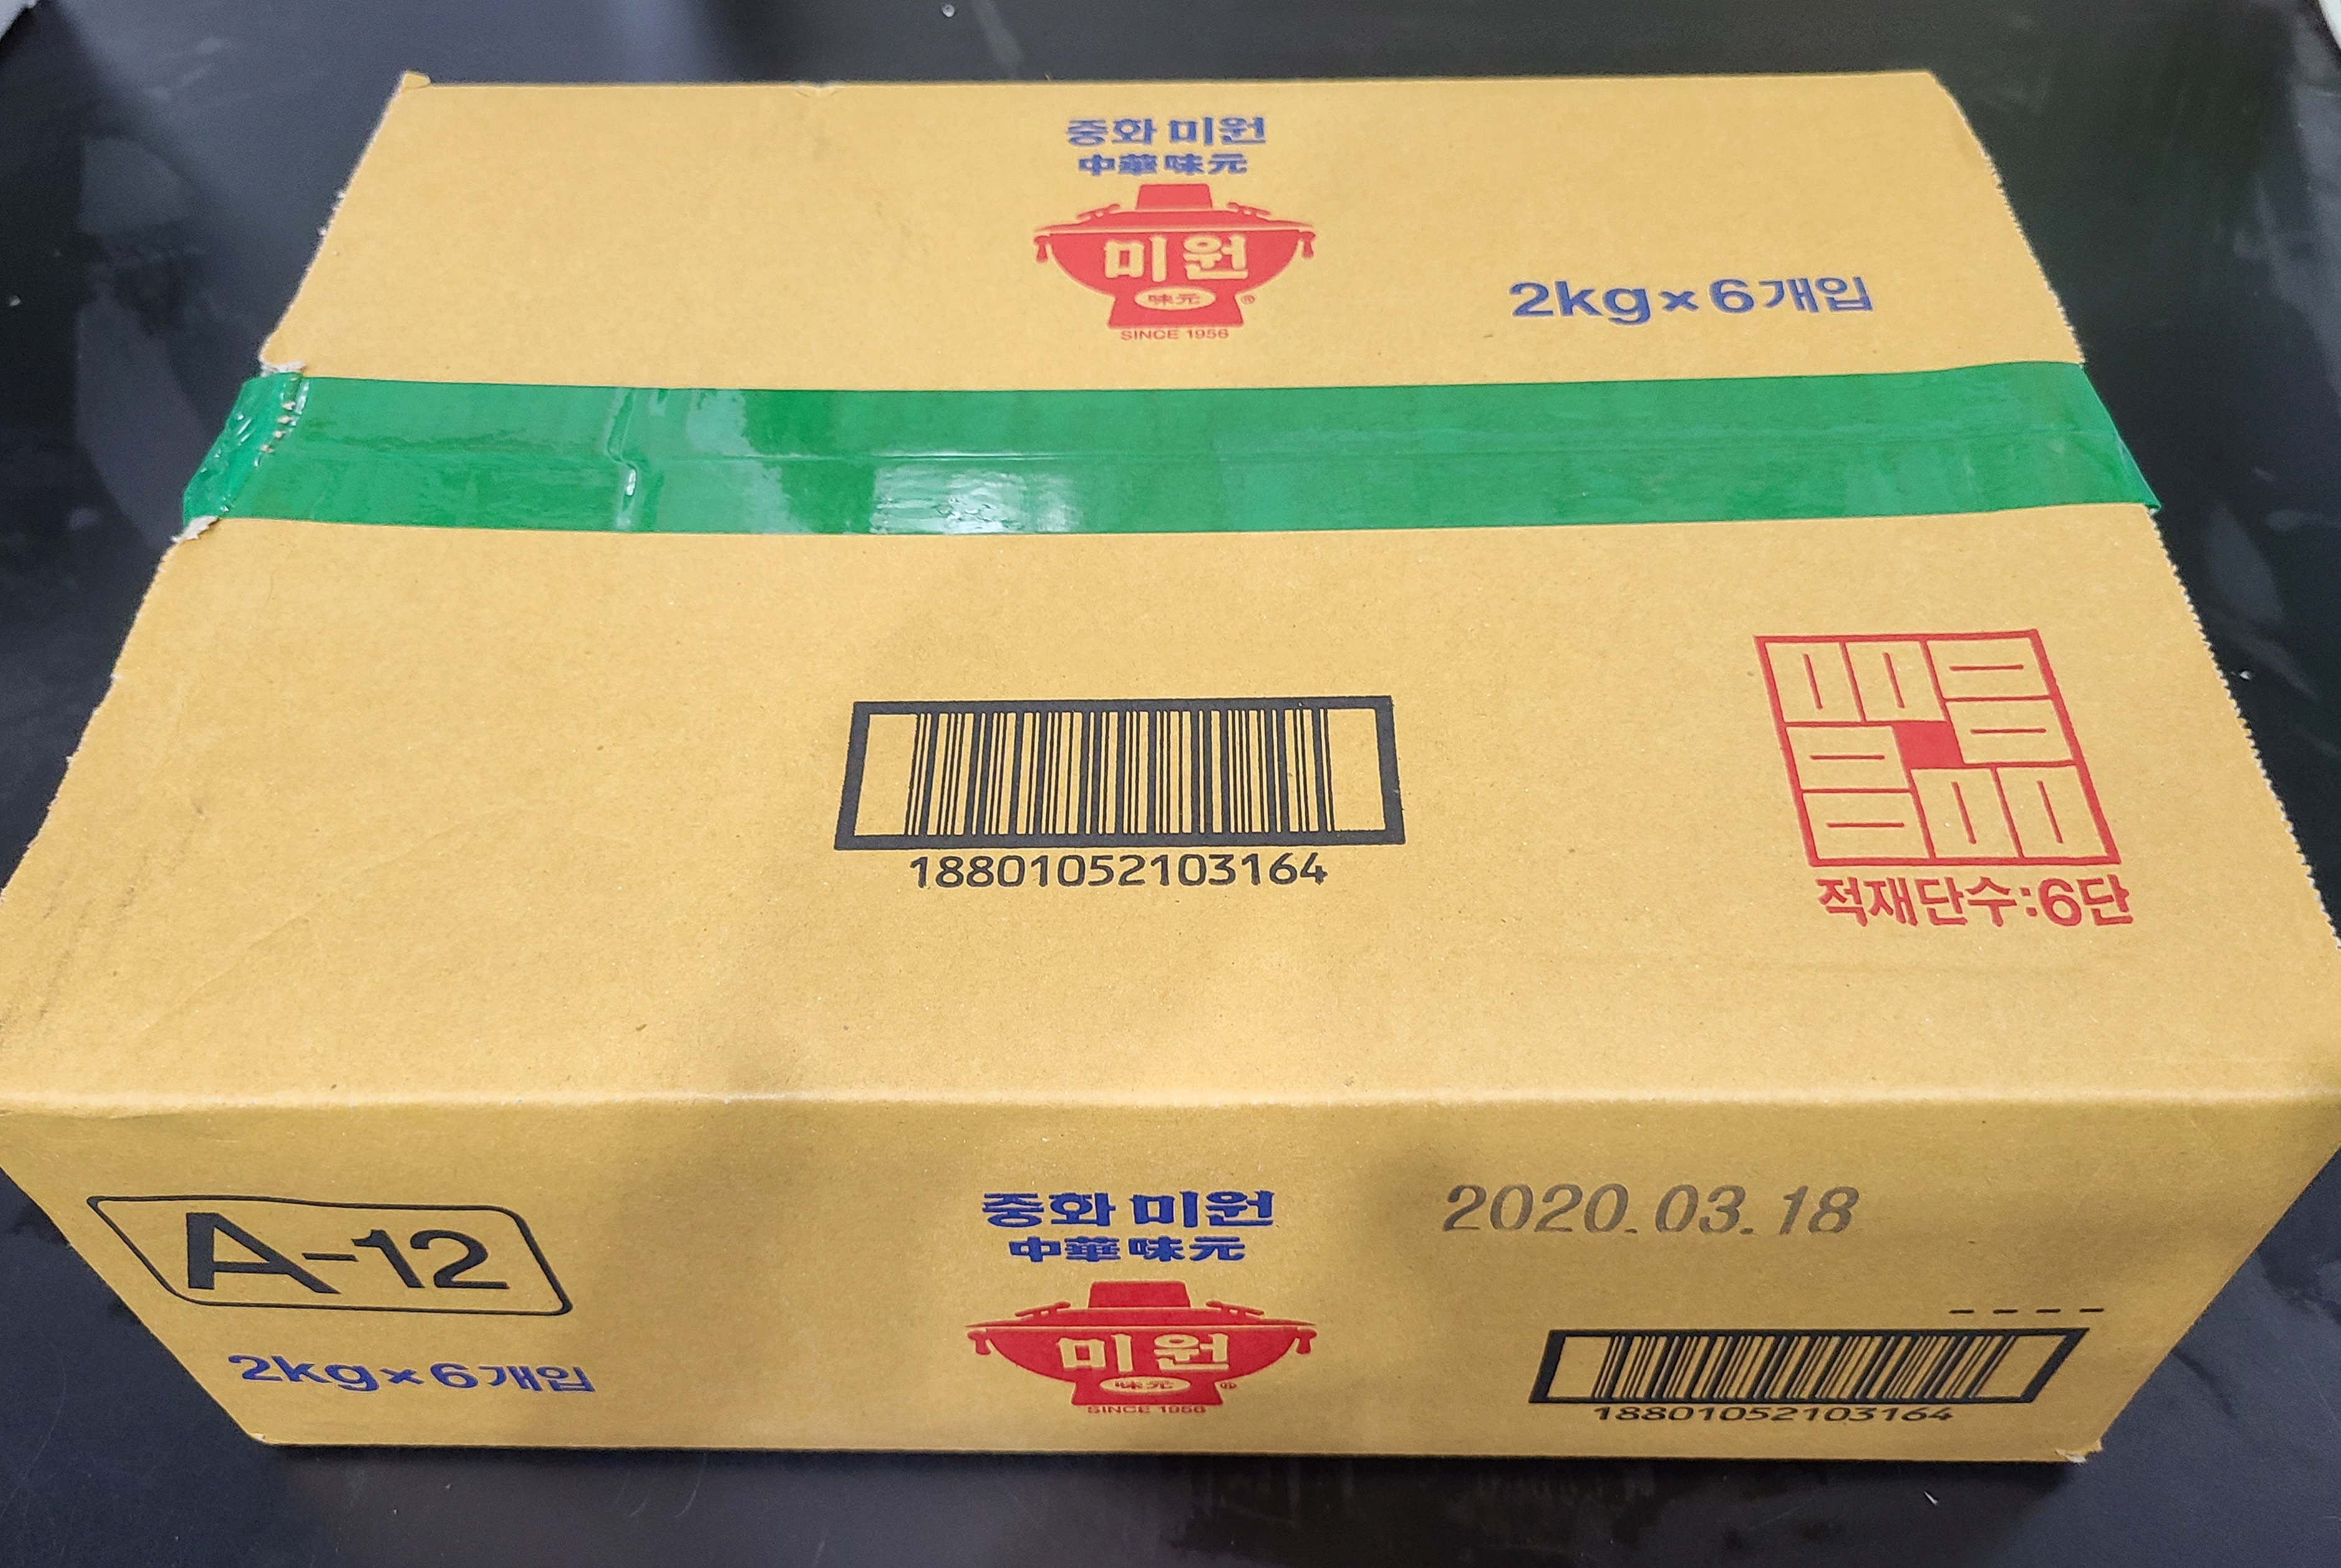 중화 미원
中華 味元
미원
味元 ®
SINCE 1956
2kg×6개입
18801052103164
적재단수:6단
A-12
2kg×6개입
중화 미원
中華 味元
미원
味元 ®
SINCE 1956
2020.03.18
18801052103164